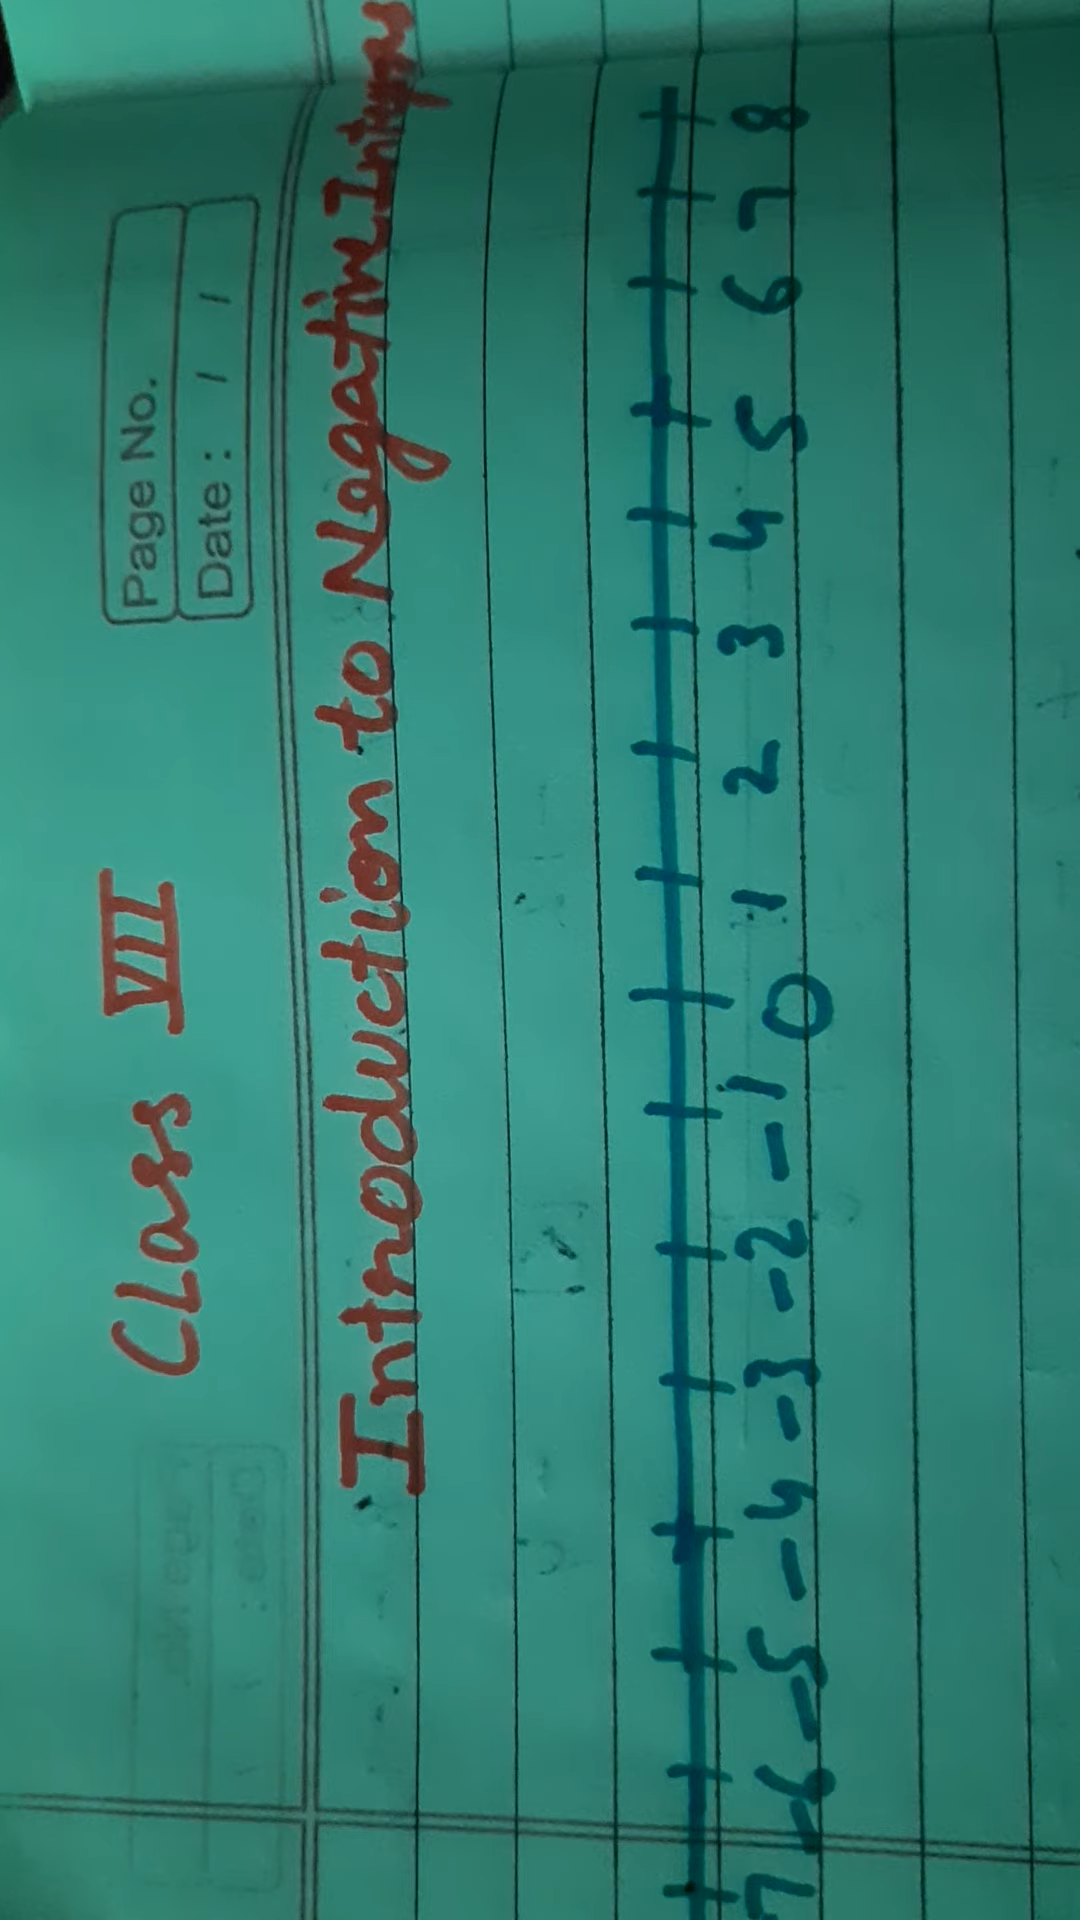 Class VII
Page No.
Date : / /
Introduction to Negative Integers
-7 -6 -5 -4 -3 -2 -1 0 1 2 3 4 5 6 7 8